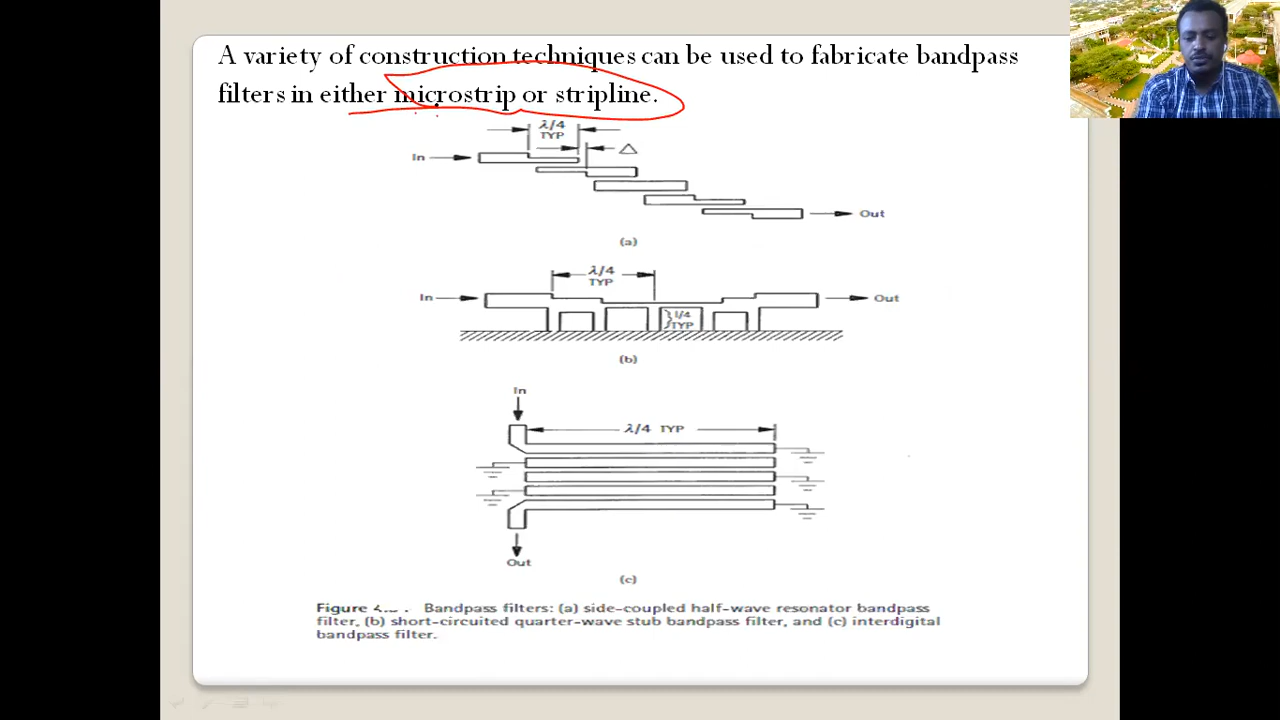 A variety of construction techniques can be used to fabricate bandpass
filters in either microstrip or stripline.
λ/4
TYP
Δ
In
Out
(a)
λ/4
TYP
In
Out
l/4
TYP
(b)
In
λ/4 TYP
Out
(c)
Figure Bandpass filters: (a) side-coupled half-wave resonator bandpass
filter, (b) short-circuited quarter-wave stub bandpass filter, and (c) interdigital
bandpass filter.